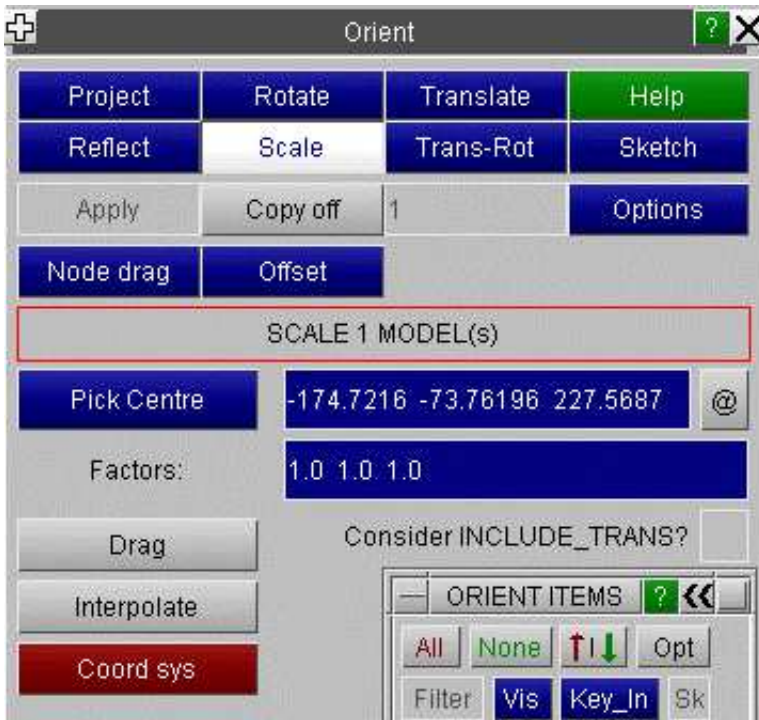 Orient ? X
Project Rotate Translate Help
Reflect Scale Trans-Rot Sketch
Apply Copy off 1 Options
Node drag Offset
SCALE 1 MODEL(s)
Pick Centre -174.7216 -73.76196 227.5687 @
Factors: 1.0 1.0 1.0
Drag Consider INCLUDE_TRANS?
Interpolate ORIENT ITEMS ?
All None Opt
Coord sys
Filter Vis Key_In Sk